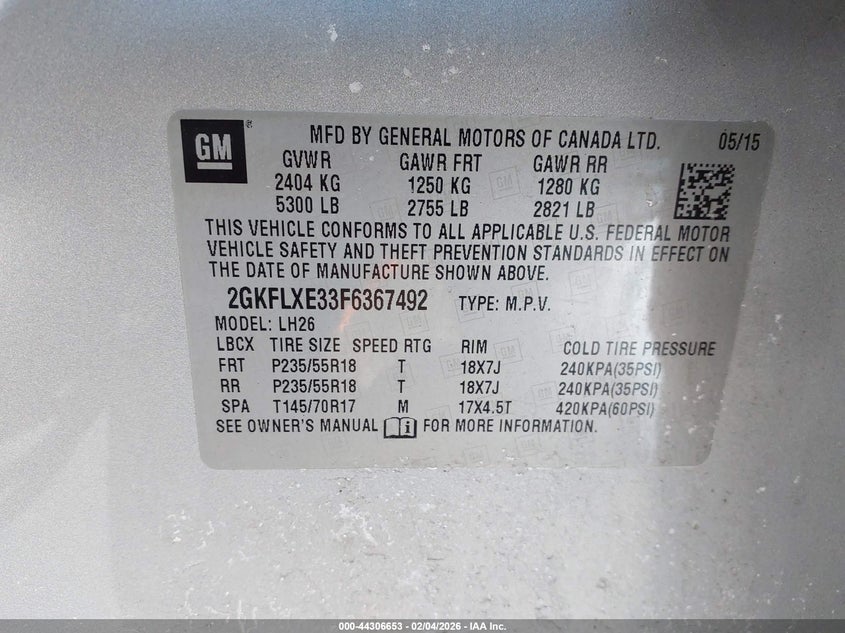 GM ®
MFD BY GENERAL MOTORS OF CANADA LTD. 05/15
GVWR GAWR FRT GAWR RR
2404 KG 1250 KG 1280 KG
5300 LB 2755 LB 2821 LB
THIS VEHICLE CONFORMS TO ALL APPLICABLE U.S. FEDERAL MOTOR
VEHICLE SAFETY AND THEFT PREVENTION STANDARDS IN EFFECT ON
THE DATE OF MANUFACTURE SHOWN ABOVE.
2GKFLXE33F6367492 TYPE: M.P.V.
MODEL: LH26
LBCX TIRE SIZE SPEED RTG RIM COLD TIRE PRESSURE
FRT P235/55R18 T 18X7J 240KPA(35PSI)
RR P235/55R18 T 18X7J 240KPA(35PSI)
SPA T145/70R17 M 17X4.5T 420KPA(60PSI)
SEE OWNER'S MANUAL i FOR MORE INFORMATION.
000-44306653 - 02/04/2026 - IAA Inc.